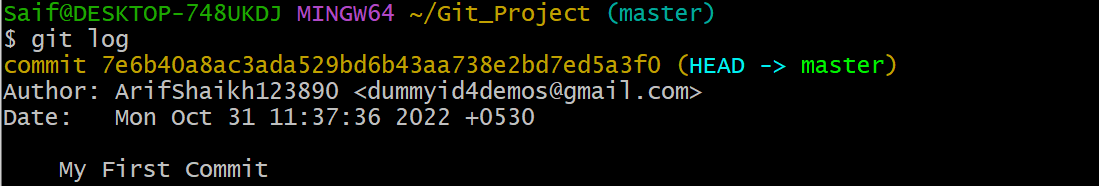 Saif@DESKTOP-748UKDJ MINGW64 ~/Git_Project (master)
$ git log
commit 7e6b40a8ac3ada529bd6b43aa738e2bd7ed5a3f0 (HEAD -> master)
Author: ArifShaikh123890 <dummyid4demos@gmail.com>
Date:   Mon Oct 31 11:37:36 2022 +0530

    My First Commit